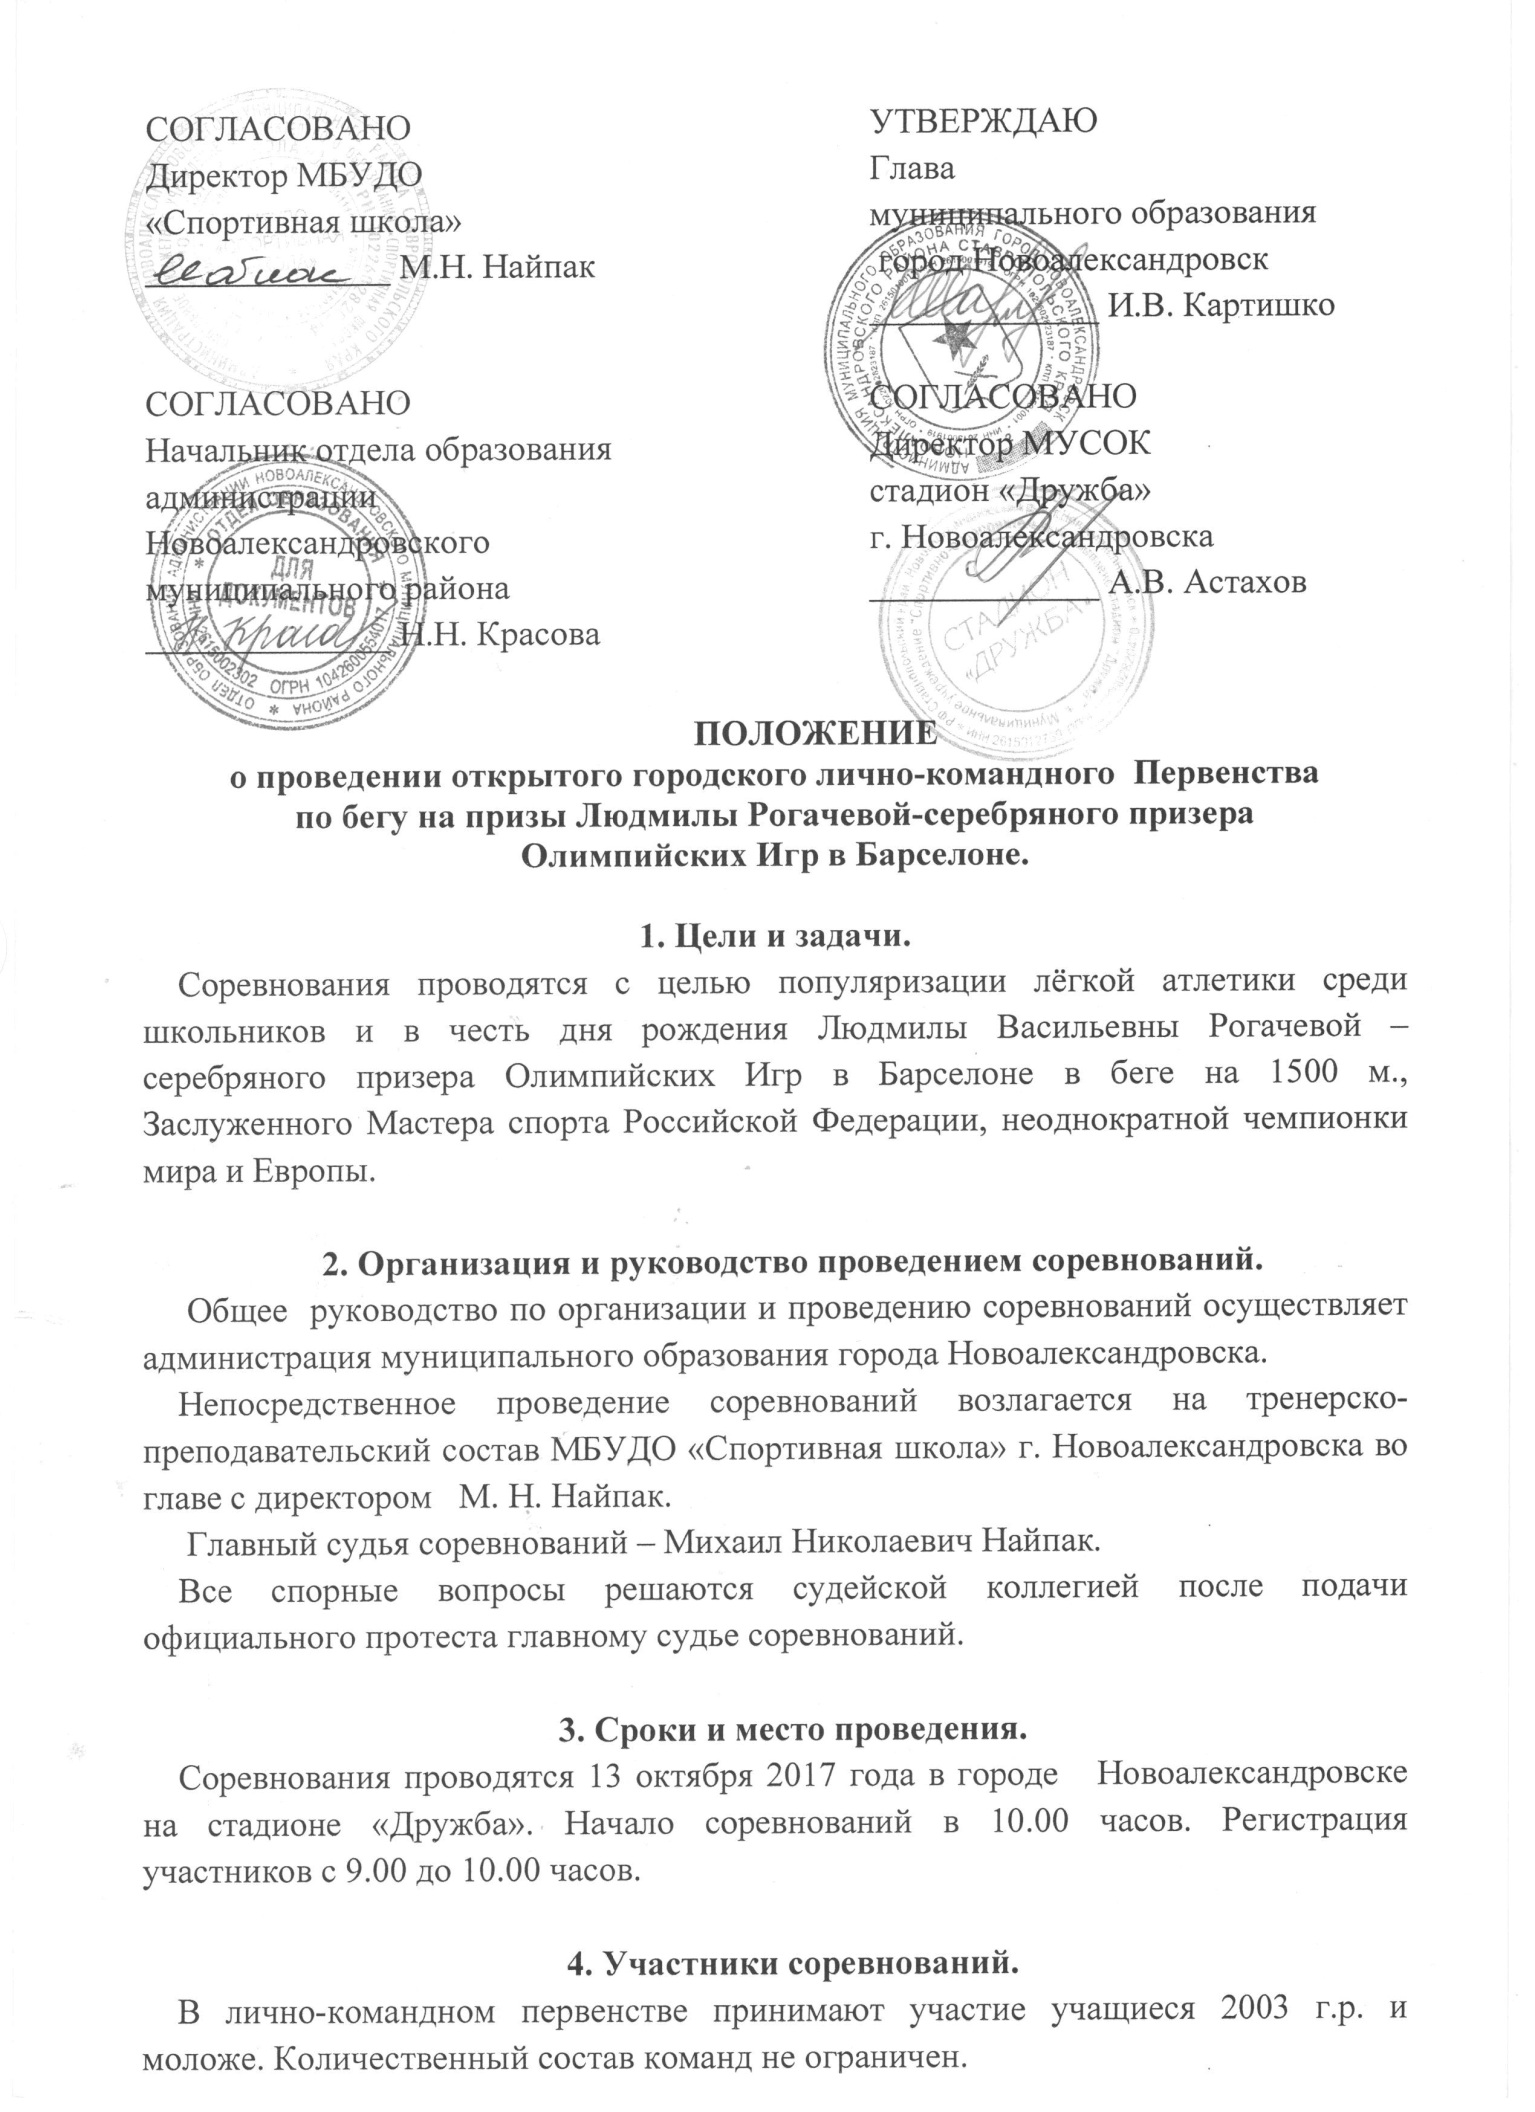 СОГЛАСОВАНО
Директор МБУДО
«Спортивная школа»
М.Н. Найпак
УТВЕРЖДАЮ
Глава
муниципального образования
город Новоалександровск
И.В. Картишко
СОГЛАСОВАНО
Начальник отдела образования
администрации
Новоалександровского
муниципального района
Н.Н. Красова
ОТДЕЛ ОБРАЗОВАНИЯ
ДЛЯ
ДОКУМЕНТОВ
ОГРН 1042600554017
СОГЛАСОВАНО
Директор МУСОК
стадион «Дружба»
г. Новоалександровска
А.В. Астахов
СТАДИОН
«ДРУЖБА»
ПОЛОЖЕНИЕ
о проведении открытого городского лично-командного Первенства
по бегу на призы Людмилы Рогачевой-серебряного призера
Олимпийских Игр в Барселоне.
1. Цели и задачи.
Соревнования проводятся с целью популяризации лёгкой атлетики среди
школьников и в честь дня рождения Людмилы Васильевны Рогачевой –
серебряного призера Олимпийских Игр в Барселоне в беге на 1500 м.,
Заслуженного Мастера спорта Российской Федерации, неоднократной чемпионки
мира и Европы.
2. Организация и руководство проведением соревнований.
Общее руководство по организации и проведению соревнований осуществляет
администрация муниципального образования города Новоалександровска.
Непосредственное проведение соревнований возлагается на тренерско-
преподавательский состав МБУДО «Спортивная школа» г. Новоалександровска во
главе с директором М. Н. Найпак.
Главный судья соревнований – Михаил Николаевич Найпак.
Все спорные вопросы решаются судейской коллегией после подачи
официального протеста главному судье соревнований.
3. Сроки и место проведения.
Соревнования проводятся 13 октября 2017 года в городе Новоалександровске
на стадионе «Дружба». Начало соревнований в 10.00 часов. Регистрация
участников с 9.00 до 10.00 часов.
4. Участники соревнований.
В лично-командном первенстве принимают участие учащиеся 2003 г.р. и
моложе. Количественный состав команд не ограничен.